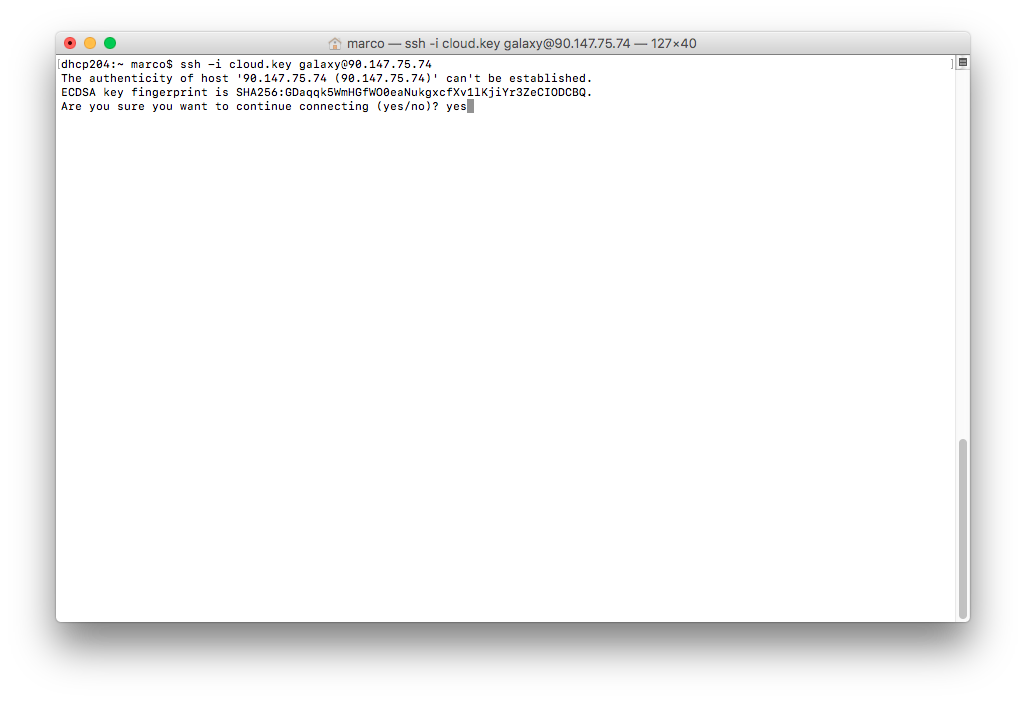 marco — ssh -i cloud.key galaxy@90.147.75.74 — 127×40
[dhcp204:~ marco$ ssh -i cloud.key galaxy@90.147.75.74 ]
The authenticity of host '90.147.75.74 (90.147.75.74)' can't be established.
ECDSA key fingerprint is SHA256:GDaqqk5WmHGfWO0eaNukgxcfXv1lKjiYr3ZeCIODCBQ.
Are you sure you want to continue connecting (yes/no)? yes